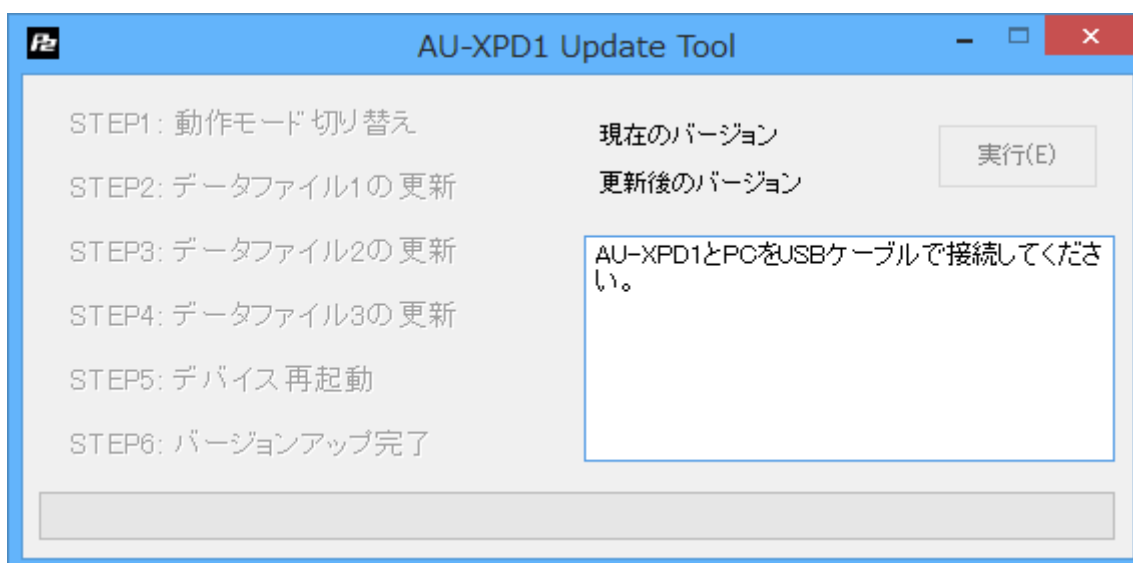 P2
AU-XPD1 Update Tool
STEP1: 動作モード切り替え
STEP2: データファイル1の更新
STEP3: データファイル2の更新
STEP4: データファイル3の更新
STEP5: デバイス再起動
STEP6: バージョンアップ完了
現在のバージョン
更新後のバージョン
実行(E)
AU-XPD1とPCをUSBケーブルで接続してくださ
い。